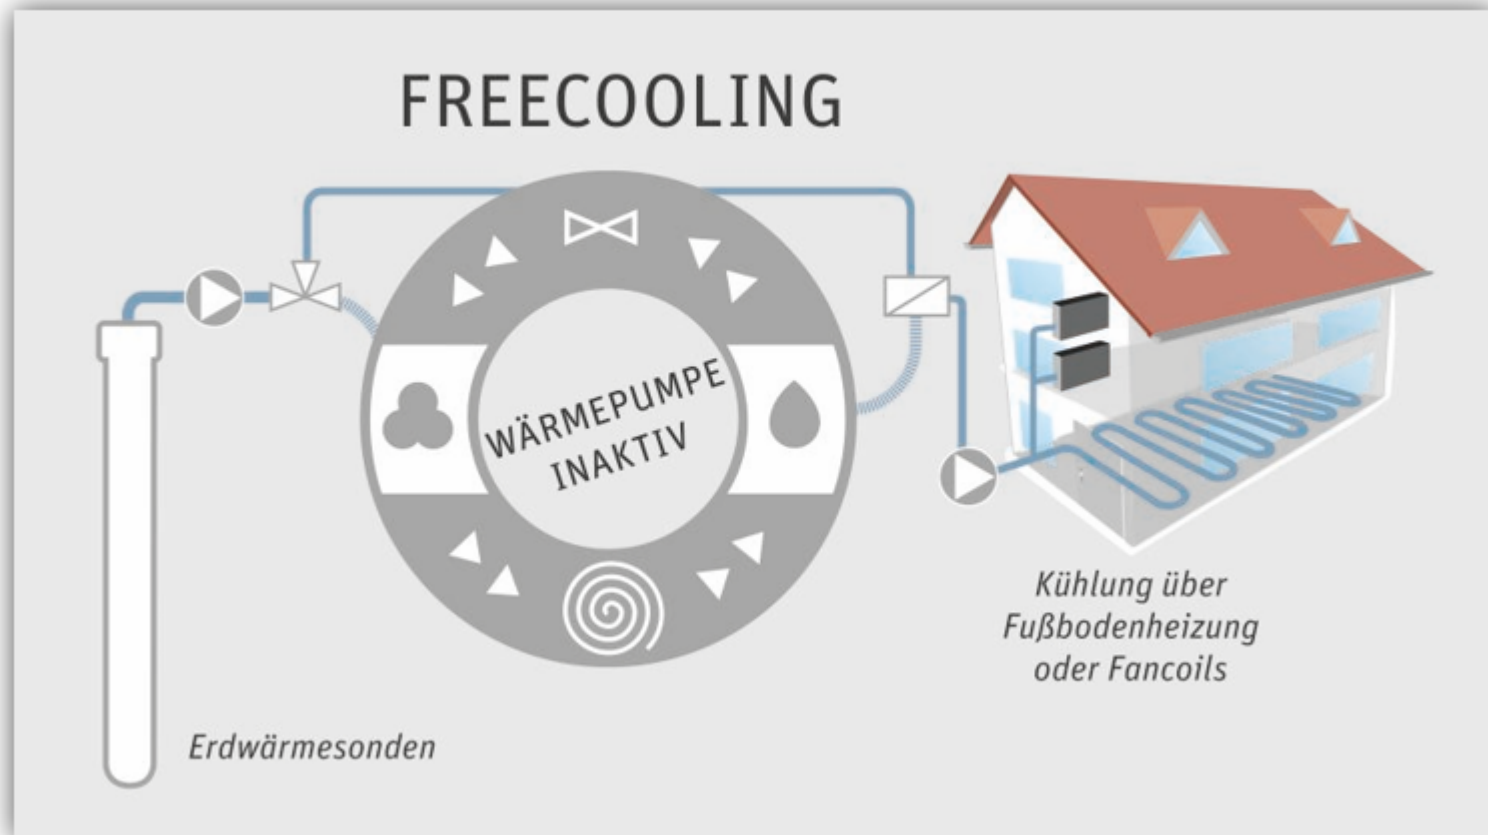 FREECOOLING
WÄRMEPUMPE
INAKTIV
Kühlung über
Fußbodenheizung
oder Fancoils
Erdwärmesonden